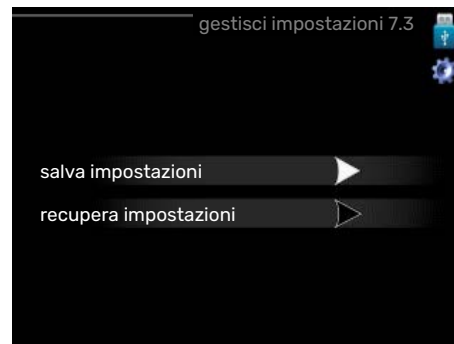 gestisci impostazioni 7.3
salva impostazioni
recupera impostazioni